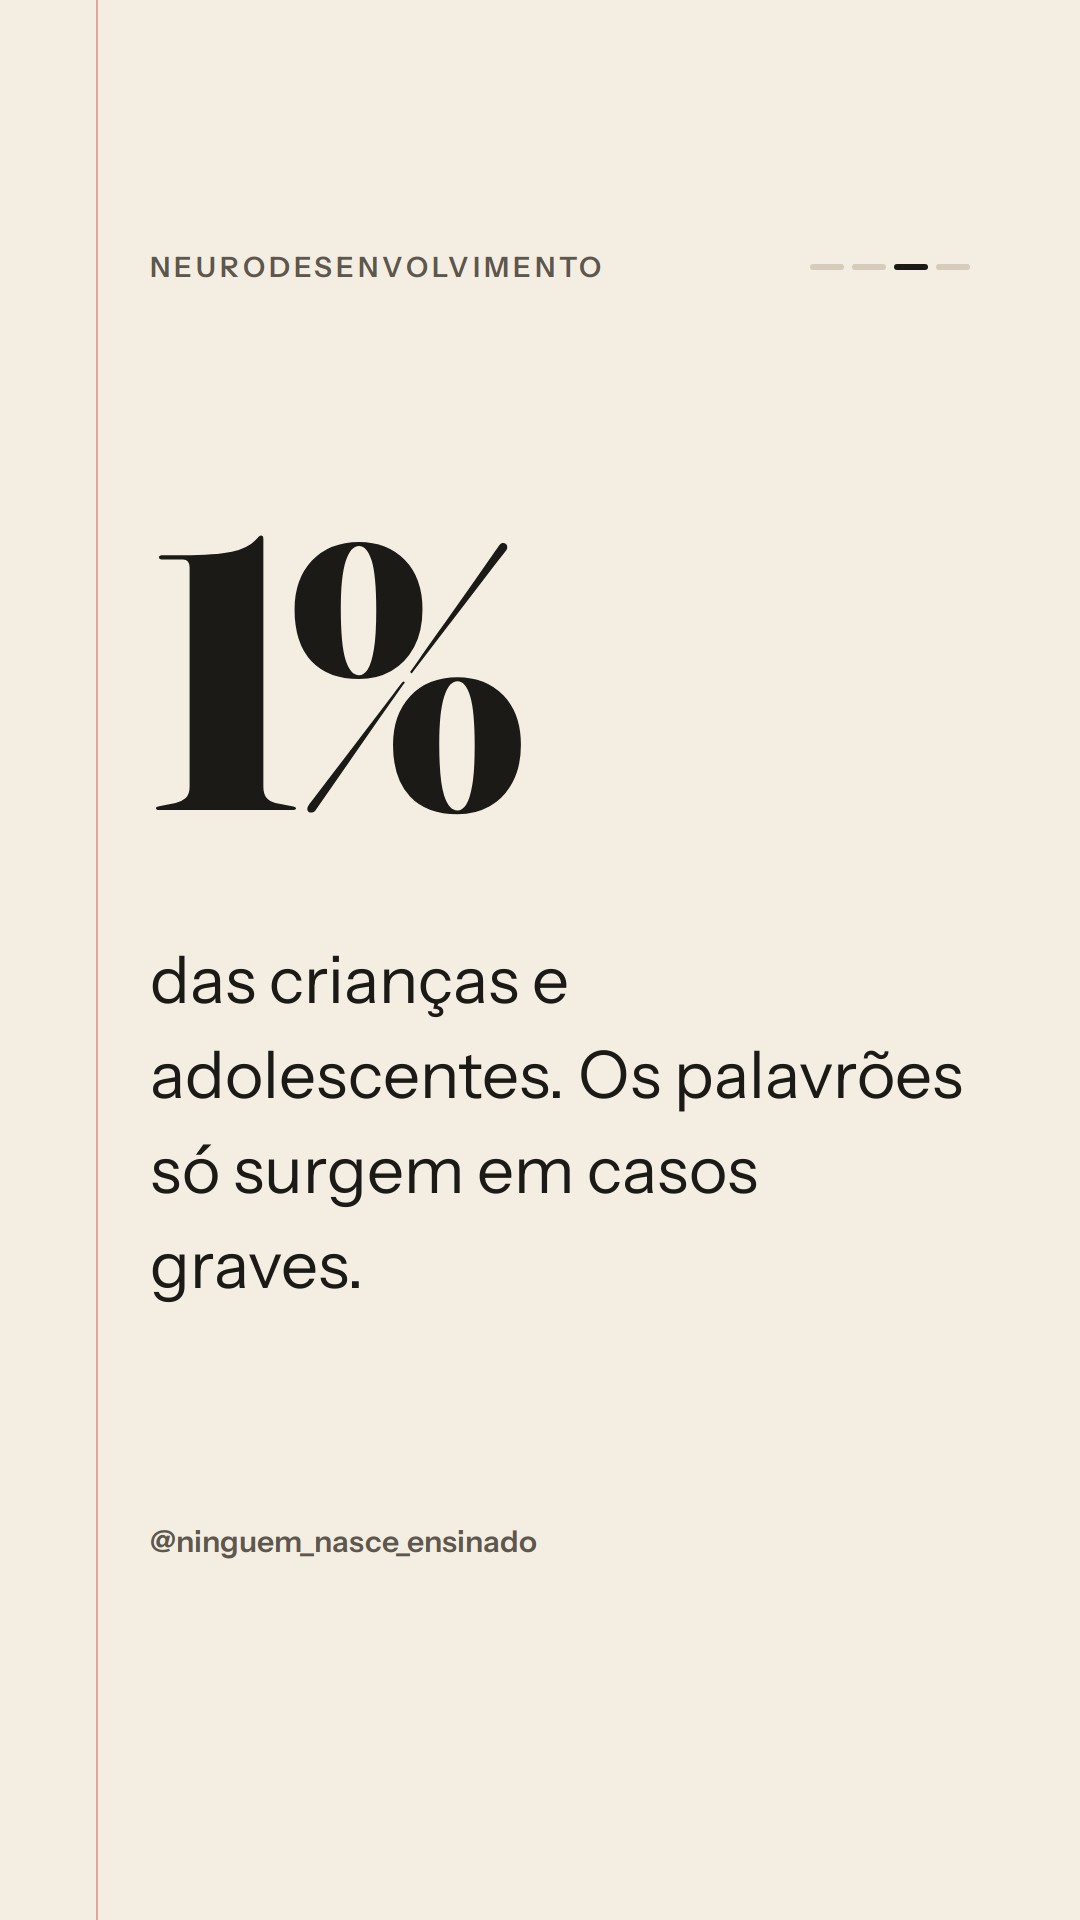 NEURODESENVOLVIMENTO
1%
das crianças e
adolescentes. Os palavrões
só surgem em casos
graves.
@ninguem_nasce_ensinado